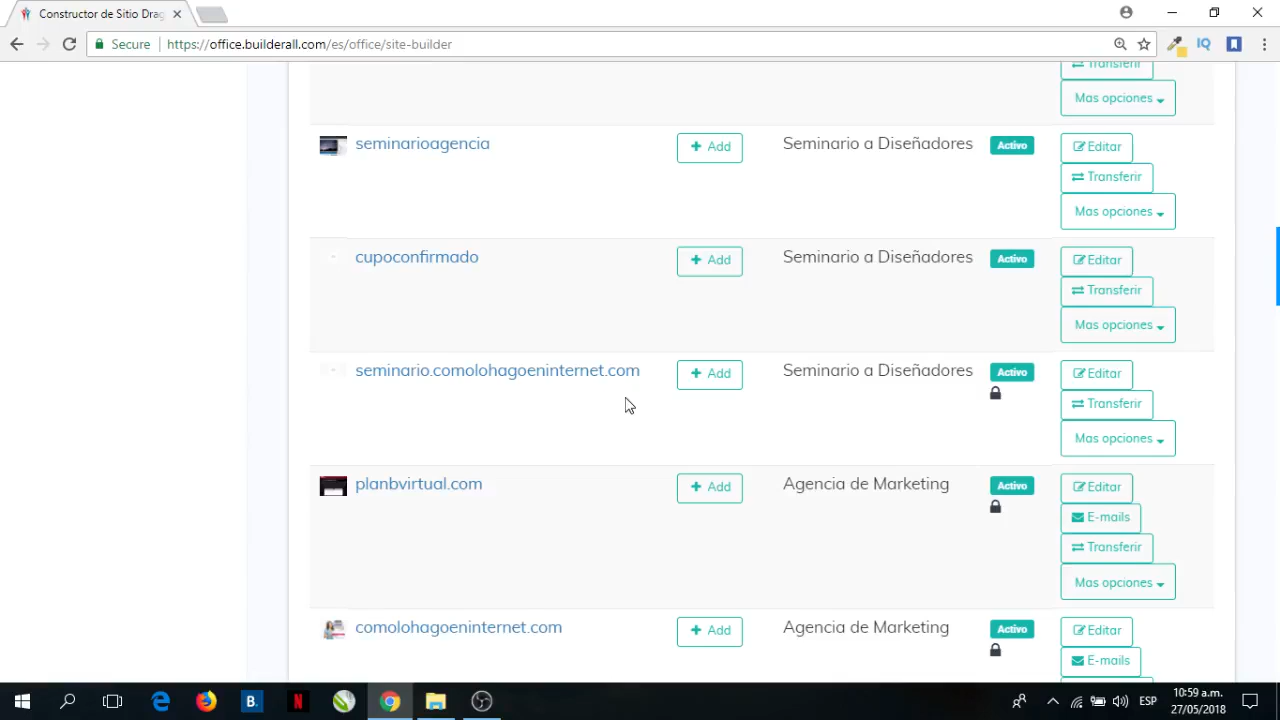 Constructor de Sitio Drag
Secure https://office.builderall.com/es/office/site-builder
IQ
Transferir
Mas opciones
seminarioagencia Add Seminario a Diseñadores Activo Editar
Transferir
Mas opciones
cupoconfirmado Add Seminario a Diseñadores Activo Editar
Transferir
Mas opciones
seminario.comolohagoeninternet.com Add Seminario a Diseñadores Activo Editar
Transferir
Mas opciones
planbvirtual.com Add Agencia de Marketing Activo Editar
E-mails
Transferir
Mas opciones
comolohagoeninternet.com Add Agencia de Marketing Activo Editar
E-mails
B. N ESP 10:59 a.m.
27/05/2018